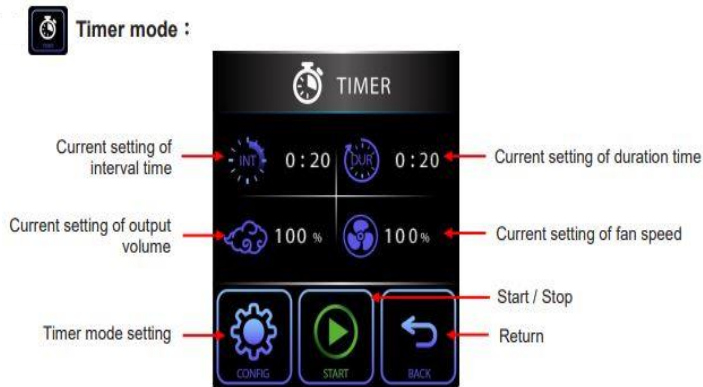 Timer mode：
TIMER
Current setting of
interval time
INT
0:20
DUR
0:20
Current setting of duration time
Current setting of output
volume
100 %
100%
Current setting of fan speed
Start / Stop
Timer mode setting
Return
CONFIG
START
BACK